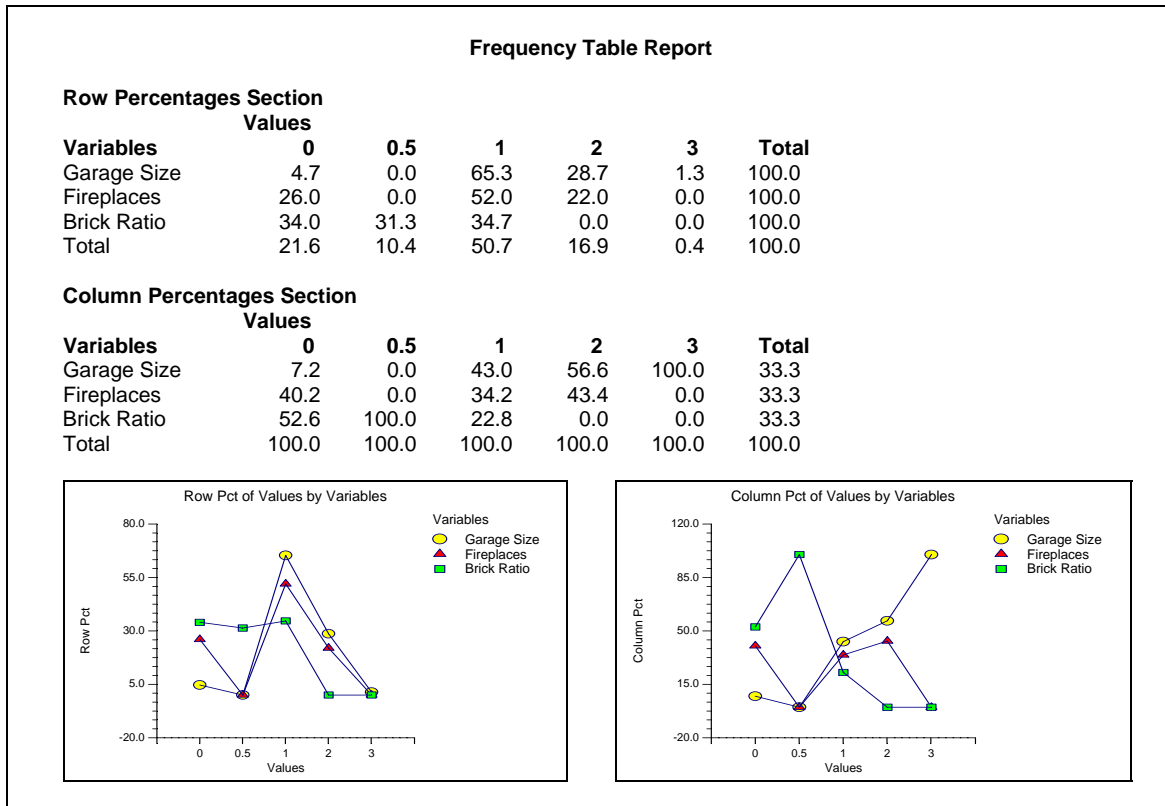 Frequency Table Report
Row Percentages Section
Values
Variables 0 0.5 1 2 3 Total
Garage Size 4.7 0.0 65.3 28.7 1.3 100.0
Fireplaces 26.0 0.0 52.0 22.0 0.0 100.0
Brick Ratio 34.0 31.3 34.7 0.0 0.0 100.0
Total 21.6 10.4 50.7 16.9 0.4 100.0
Column Percentages Section
Values
Variables 0 0.5 1 2 3 Total
Garage Size 7.2 0.0 43.0 56.6 100.0 33.3
Fireplaces 40.2 0.0 34.2 43.4 0.0 33.3
Brick Ratio 52.6 100.0 22.8 0.0 0.0 33.3
Total 100.0 100.0 100.0 100.0 100.0 100.0
Row Pct of Values by Variables
Variables
Garage Size
Fireplaces
Brick Ratio
Row Pct
80.0
55.0
30.0
5.0
-20.0
0 0.5 1 2 3
Values
Column Pct of Values by Variables
Variables
Garage Size
Fireplaces
Brick Ratio
Column Pct
120.0
85.0
50.0
15.0
-20.0
0 0.5 1 2 3
Values